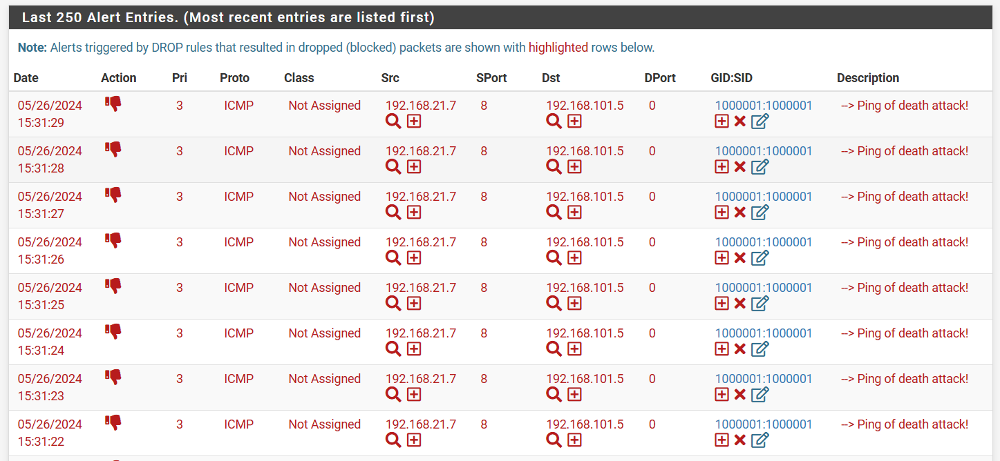 Last 250 Alert Entries. (Most recent entries are listed first)
Note: Alerts triggered by DROP rules that resulted in dropped (blocked) packets are shown with highlighted rows below.
Date Action Pri Proto Class Src SPort Dst DPort GID:SID Description
05/26/2024 3 ICMP Not Assigned 192.168.21.7 8 192.168.101.5 0 1000001:1000001 --> Ping of death attack!
15:31:29
05/26/2024 3 ICMP Not Assigned 192.168.21.7 8 192.168.101.5 0 1000001:1000001 --> Ping of death attack!
15:31:28
05/26/2024 3 ICMP Not Assigned 192.168.21.7 8 192.168.101.5 0 1000001:1000001 --> Ping of death attack!
15:31:27
05/26/2024 3 ICMP Not Assigned 192.168.21.7 8 192.168.101.5 0 1000001:1000001 --> Ping of death attack!
15:31:26
05/26/2024 3 ICMP Not Assigned 192.168.21.7 8 192.168.101.5 0 1000001:1000001 --> Ping of death attack!
15:31:25
05/26/2024 3 ICMP Not Assigned 192.168.21.7 8 192.168.101.5 0 1000001:1000001 --> Ping of death attack!
15:31:24
05/26/2024 3 ICMP Not Assigned 192.168.21.7 8 192.168.101.5 0 1000001:1000001 --> Ping of death attack!
15:31:23
05/26/2024 3 ICMP Not Assigned 192.168.21.7 8 192.168.101.5 0 1000001:1000001 --> Ping of death attack!
15:31:22